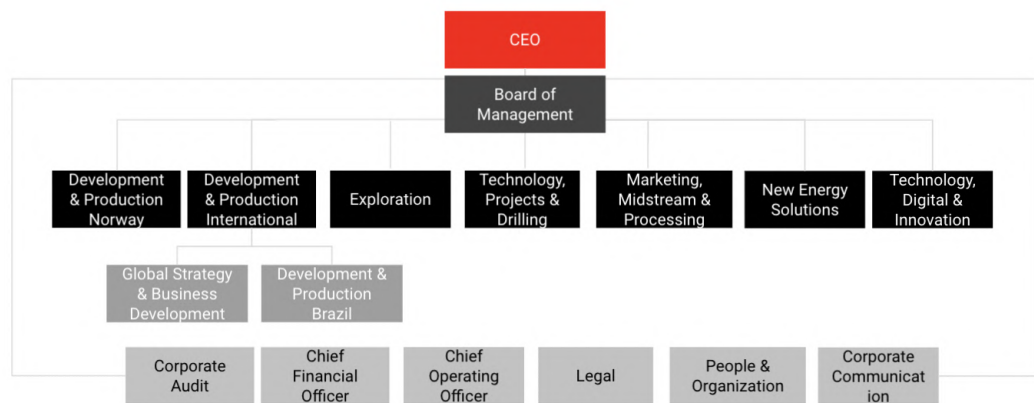 CEO
Board of
Management
Development
& Production
Norway
Development
& Production
International
Exploration
Technology,
Projects &
Drilling
Marketing,
Midstream &
Processing
New Energy
Solutions
Technology,
Digital &
Innovation
Global Strategy
& Business
Development
Development &
Production
Brazil
Corporate
Audit
Chief
Financial
Officer
Chief
Operating
Officer
Legal
People &
Organization
Corporate
Communicat
ion